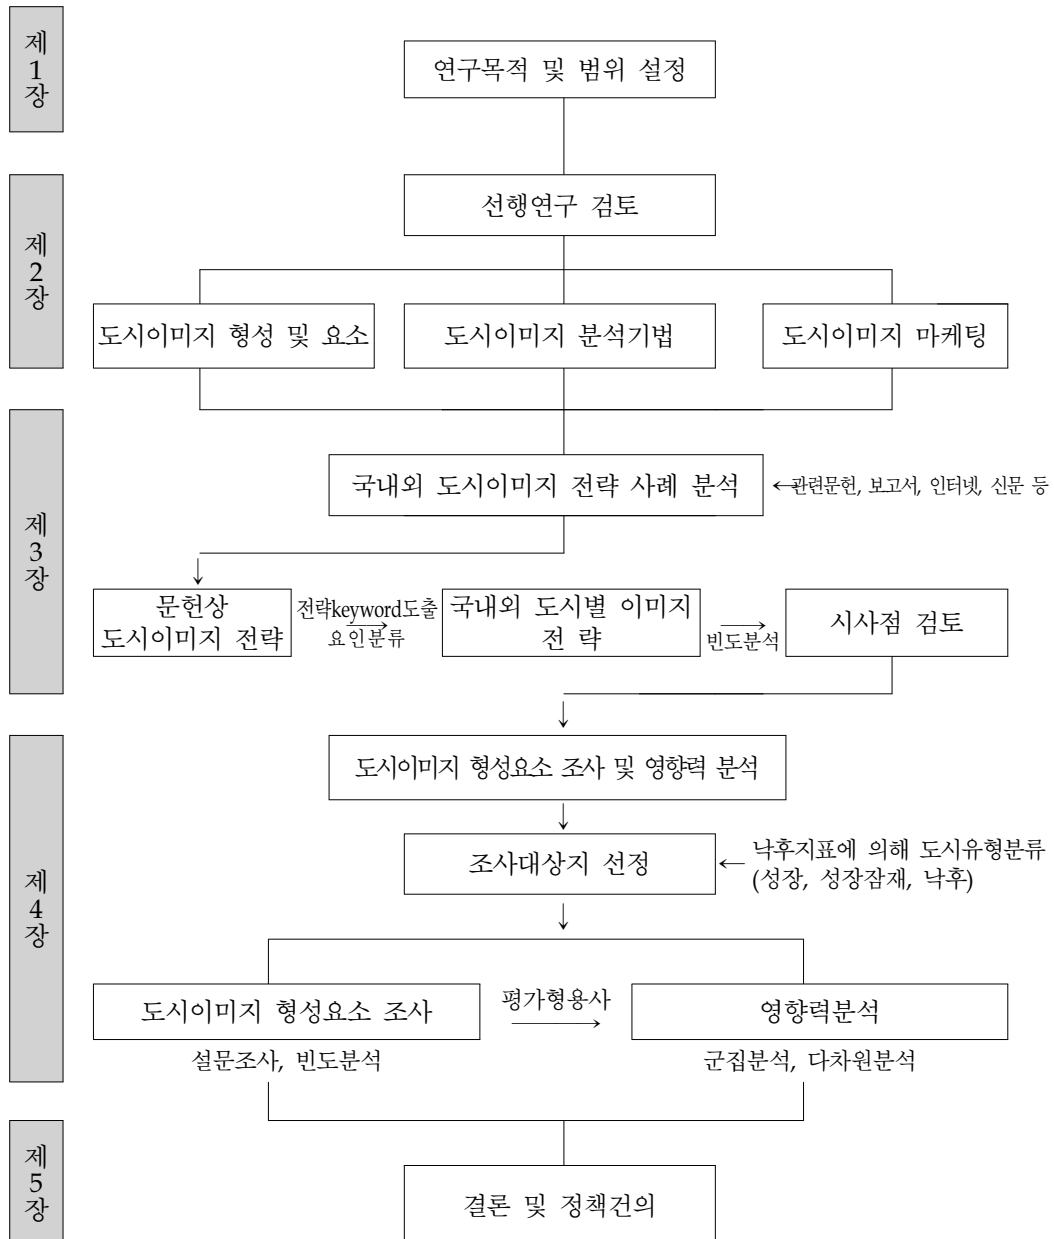 제
1
장
연구목적 및 범위 설정
제
2
장
선행연구 검토
도시이미지 형성 및 요소
도시이미지 분석기법
도시이미지 마케팅
제
3
장
국내외 도시이미지 전략 사례 분석
←관련문헌, 보고서, 인터넷, 신문 등
문헌상
도시이미지 전략
전략keyword도출
요인분류
국내외 도시별 이미지
전 략
빈도분석
시사점 검토
제
4
장
도시이미지 형성요소 조사 및 영향력 분석
조사대상지 선정
← 낙후지표에 의해 도시유형분류
(성장, 성장잠재, 낙후)
도시이미지 형성요소 조사
평가형용사
영향력분석
설문조사, 빈도분석
군집분석, 다차원분석
제
5
장
결론 및 정책건의